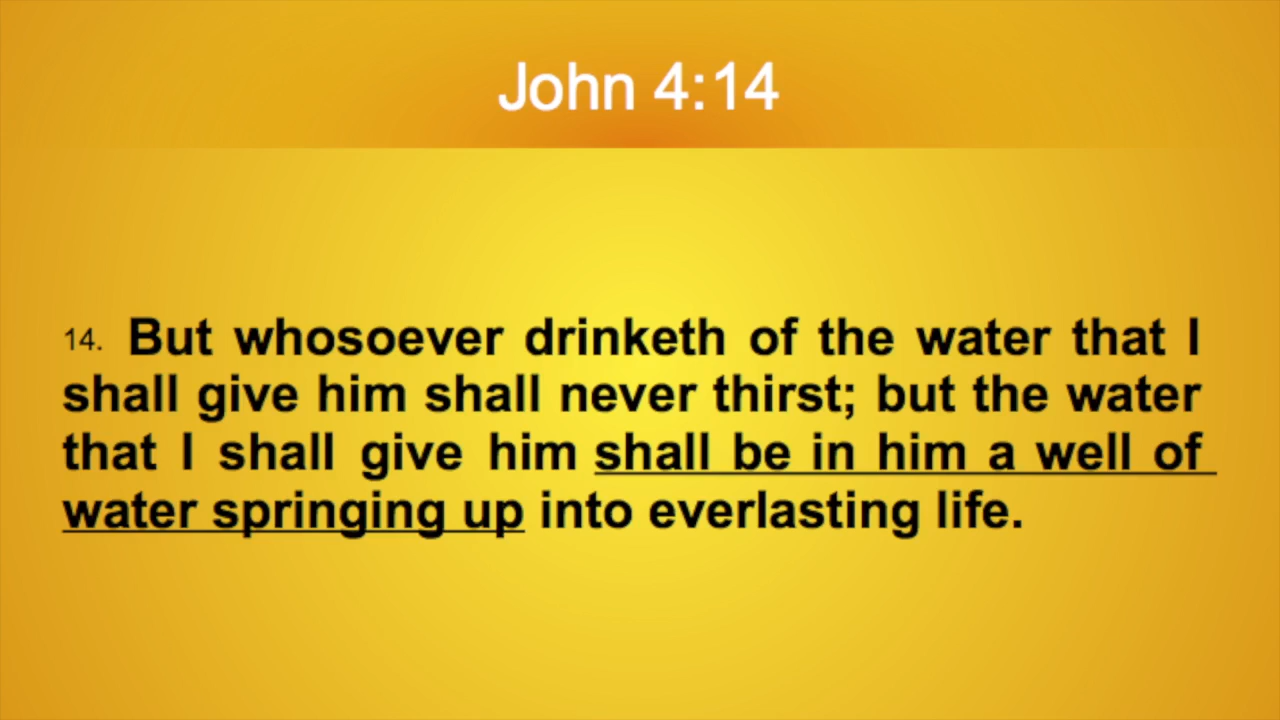 John 4:14
14. But whosoever drinketh of the water that I
shall give him shall never thirst; but the water
that I shall give him shall be in him a well of
water springing up into everlasting life.